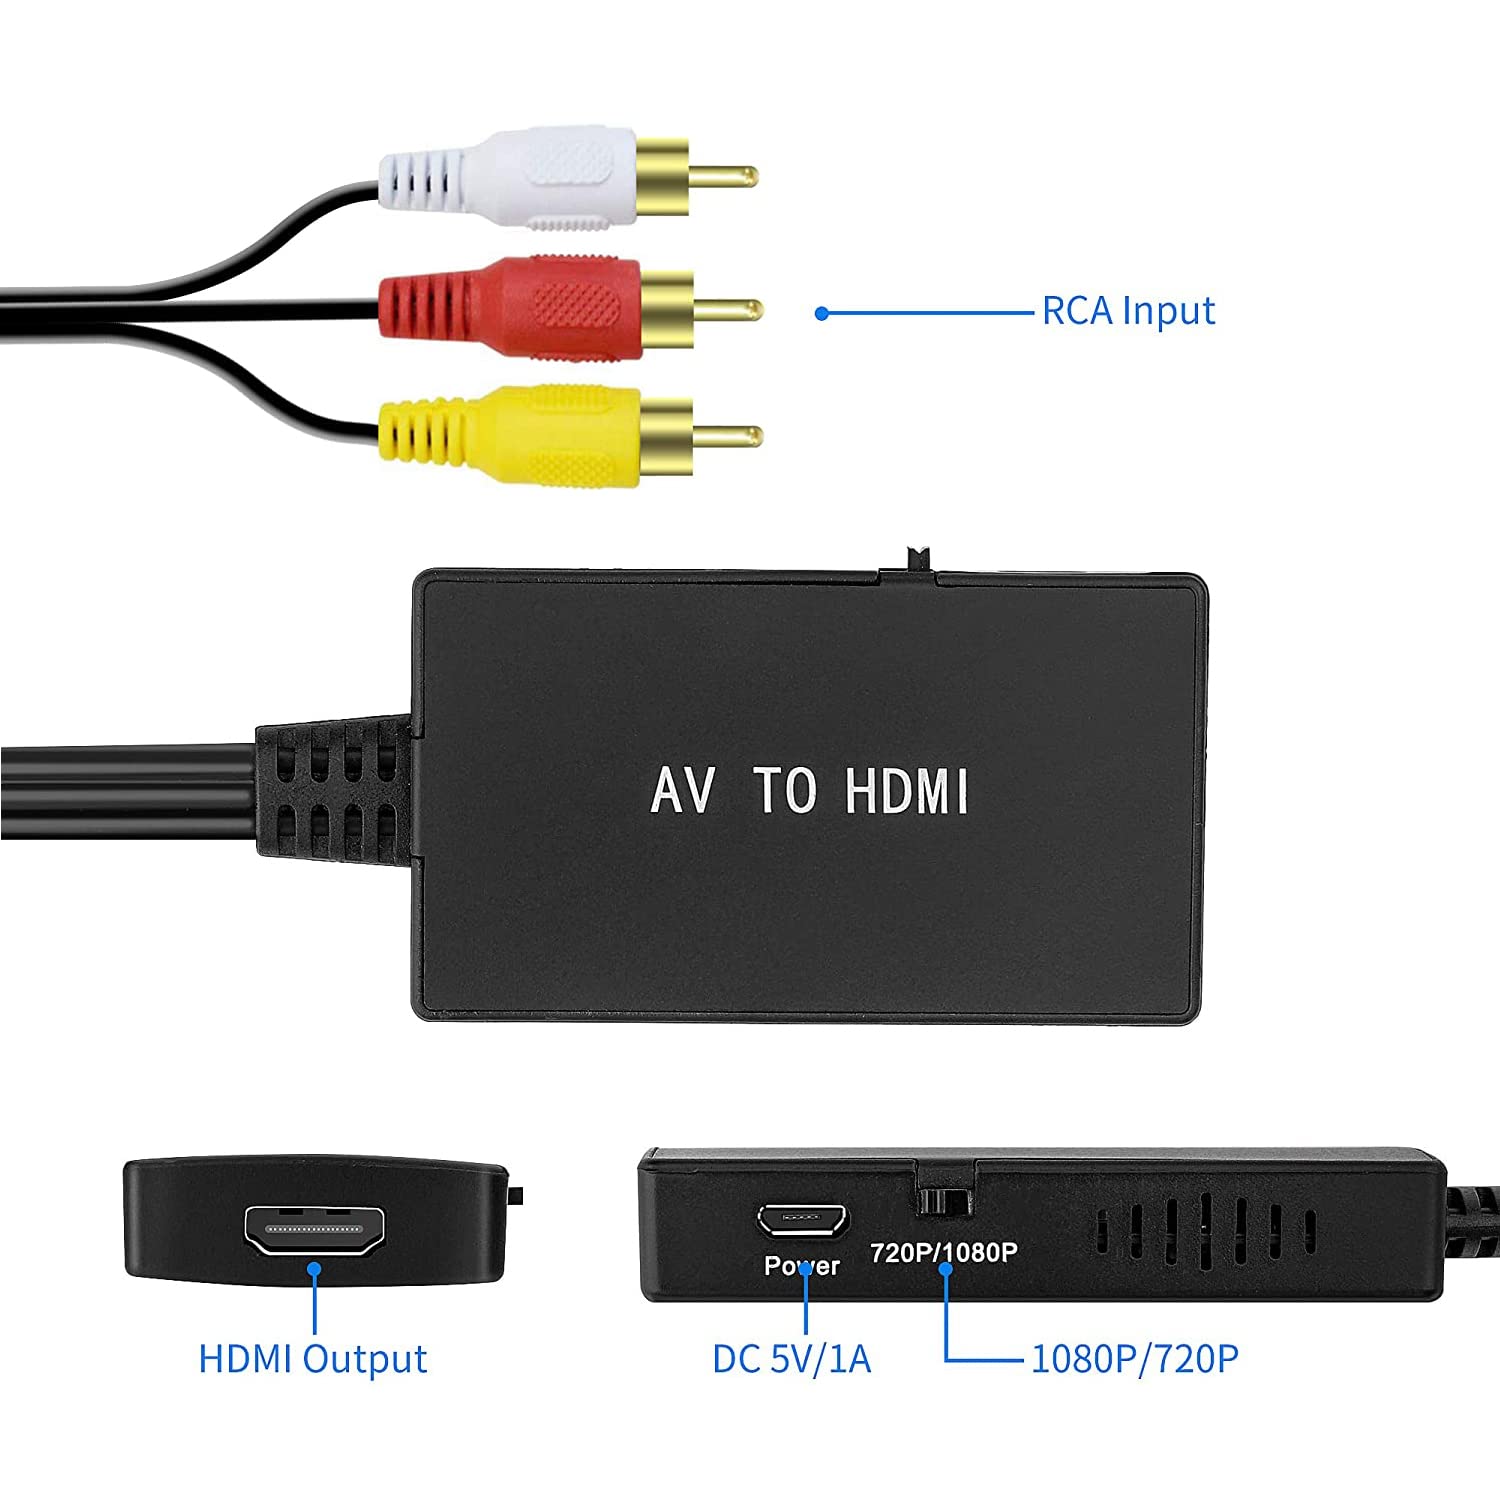 RCA Input
AV TO HDMI
Power
720P/1080P
HDMI Output
DC 5V/1A
1080P/720P